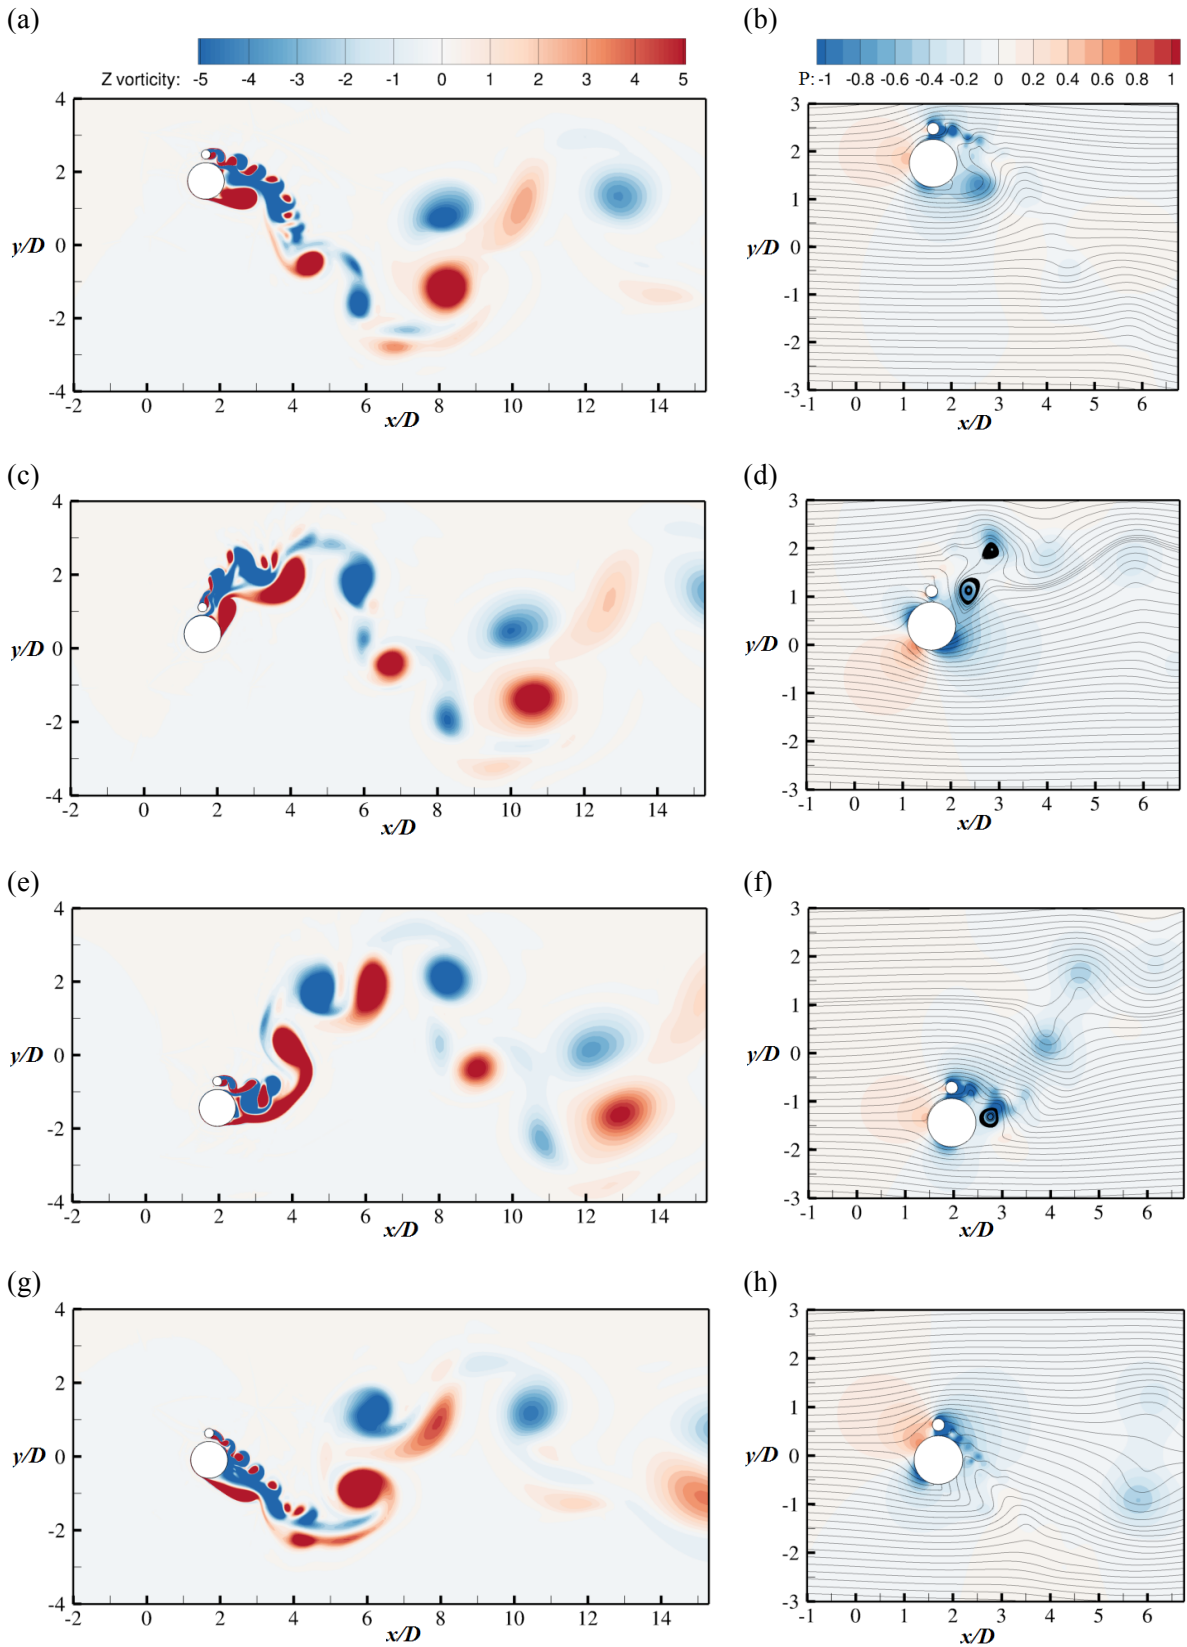 (a)
(b)
Z vorticity: -5 -4 -3 -2 -1 0 1 2 3 4 5
P: -1 -0.8 -0.6 -0.4 -0.2 0 0.2 0.4 0.6 0.8 1
4
2
y/D 0
-2
-4
-2 0 2 4 6 8 10 12 14
x/D
3
2
1
y/D 0
-1
-2
-3
-1 0 1 2 3 4 5 6
x/D
(c)
(d)
4
2
y/D 0
-2
-4
-2 0 2 4 6 8 10 12 14
x/D
3
2
1
y/D 0
-1
-2
-3
-1 0 1 2 3 4 5 6
x/D
(e)
(f)
4
2
y/D 0
-2
-4
-2 0 2 4 6 8 10 12 14
x/D
3
2
1
y/D 0
-1
-2
-3
-1 0 1 2 3 4 5 6
x/D
(g)
(h)
4
2
y/D 0
-2
-4
-2 0 2 4 6 8 10 12 14
x/D
3
2
1
y/D 0
-1
-2
-3
-1 0 1 2 3 4 5 6
x/D